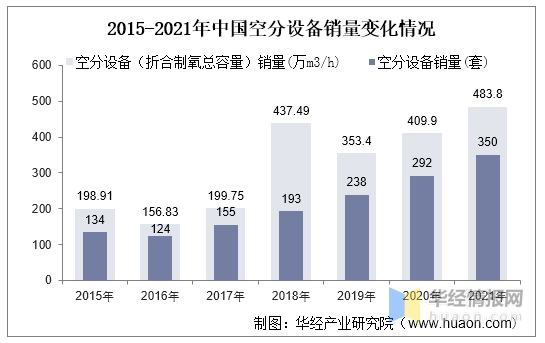 2015-2021年中国空分设备销量变化情况
空分设备（折合制氧总容量）销量(万m3/h)
空分设备销量(套)
600
500
400
300
200
100
0
198.91
134
156.83
124
199.75
155
437.49
193
353.4
238
409.9
292
483.8
350
2015年
2016年
2017年
2018年
2019年
2020年
2021年
华经情报网
huaon.com
制图：华经产业研究院（www.huaon.com)